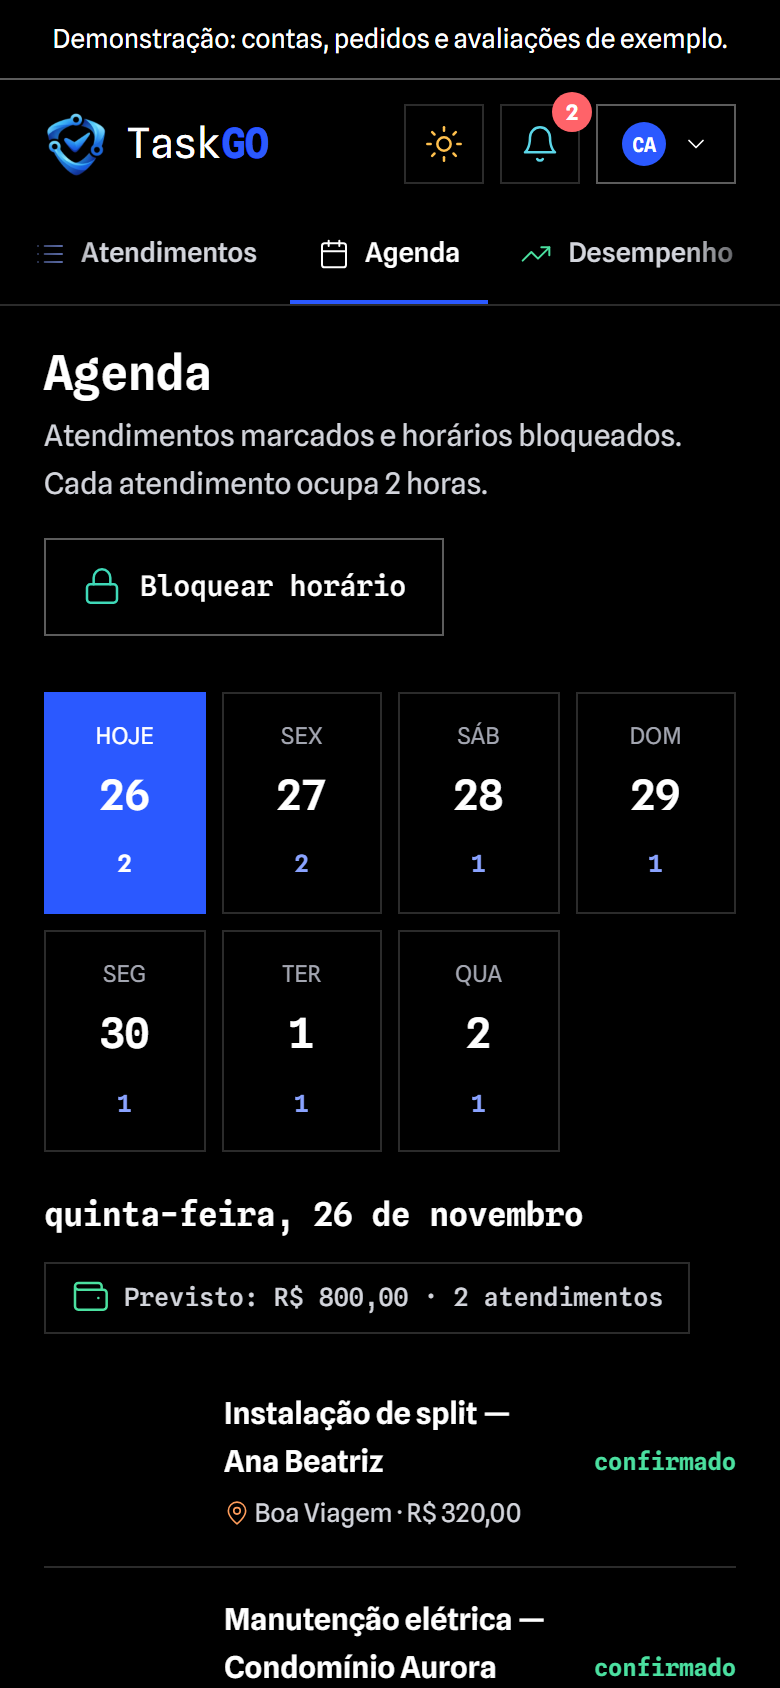 Demonstração: contas, pedidos e avaliações de exemplo.
TaskGO
2
CA
Atendimentos
Agenda
Desempenho
Agenda
Atendimentos marcados e horários bloqueados.
Cada atendimento ocupa 2 horas.
Bloquear horário
HOJE
26
2
SEX
27
2
SÁB
28
1
DOM
29
1
SEG
30
1
TER
1
1
QUA
2
1
quinta-feira, 26 de novembro
Previsto: R$ 800,00 · 2 atendimentos
Instalação de split —
Ana Beatriz
confirmado
Boa Viagem · R$ 320,00
Manutenção elétrica —
Condomínio Aurora
confirmado